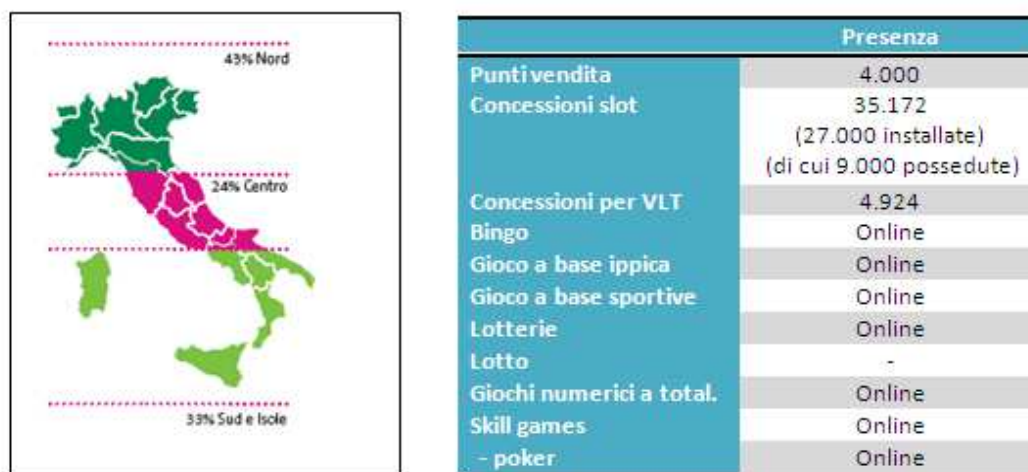 43% Nord
24% Centro
33% Sud e Isole
Presenza
Punti vendita 4.000
Concessioni slot 35.172
(27.000 installate)
(di cui 9.000 possedute)
Concessioni per VLT 4.924
Bingo Online
Gioco a base ippica Online
Gioco a base sportive Online
Lotterie Online
Lotto -
Giochi numerici a total. Online
Skill games Online
- poker Online